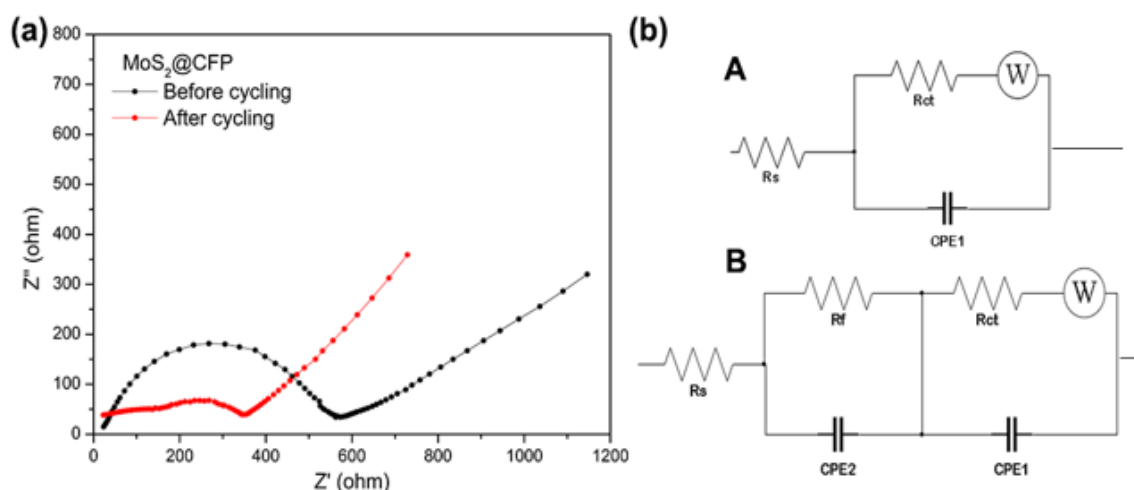 (a)
800
700
600
500
400
300
200
100
0
Z'' (ohm)
MoS₂@CFP
Before cycling
After cycling
0 200 400 600 800 1000 1200
Z' (ohm)
(b)
A
Rct
W
Rs
CPE1
B
Rf
Rct
W
Rs
CPE2
CPE1